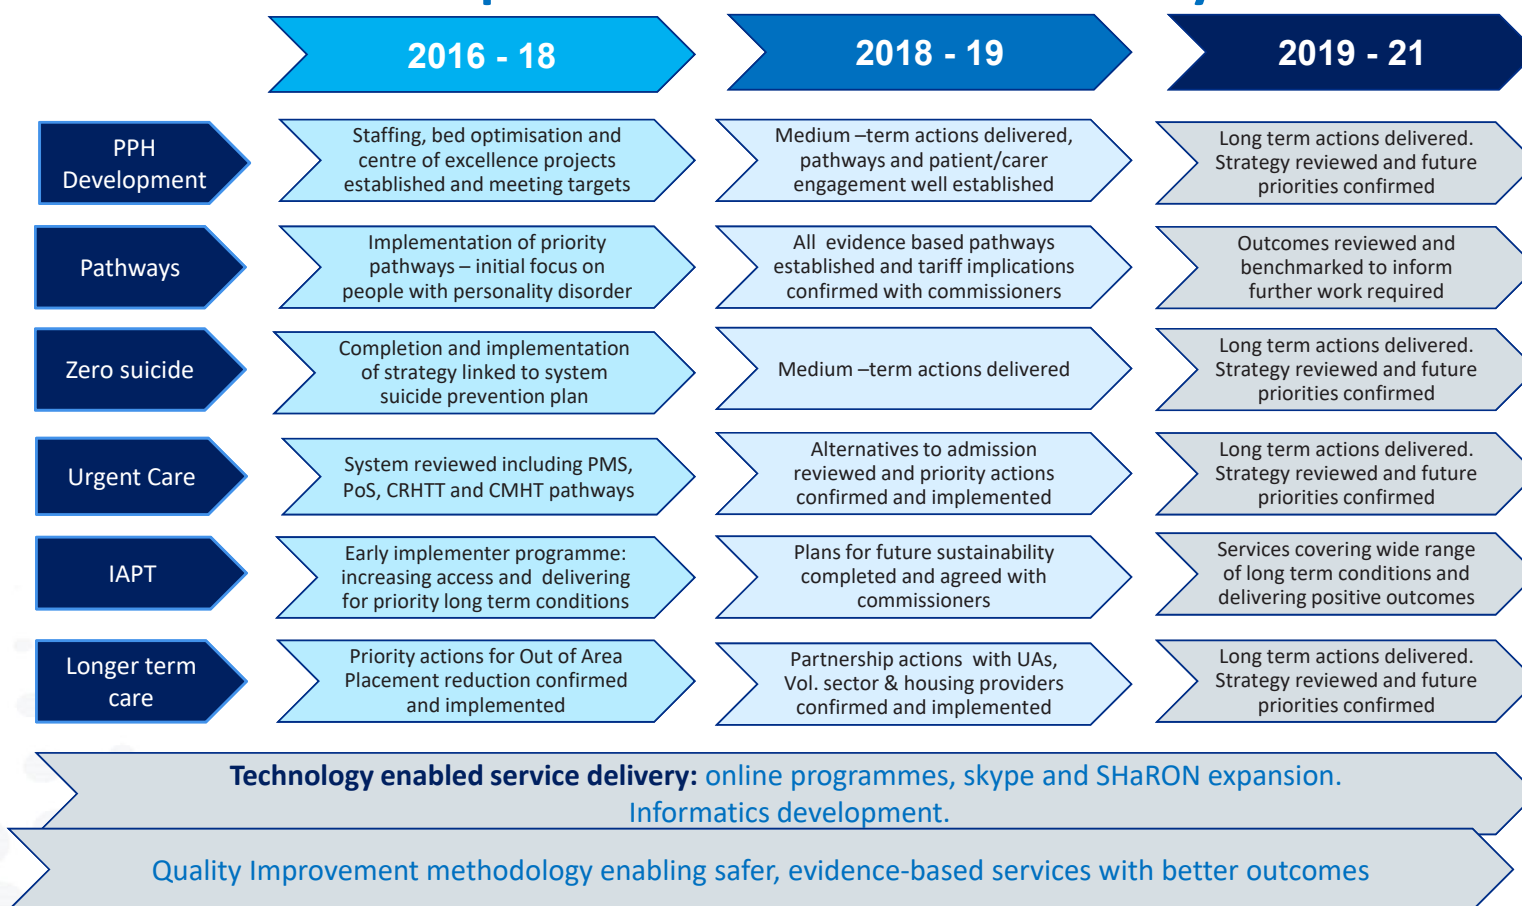 2016 - 18
2018 - 19
2019 - 21
PPH
Development
Staffing, bed optimisation and
centre of excellence projects
established and meeting targets
Medium –term actions delivered,
pathways and patient/carer
engagement well established
Long term actions delivered.
Strategy reviewed and future
priorities confirmed
Pathways
Implementation of priority
pathways – initial focus on
people with personality disorder
All evidence based pathways
established and tariff implications
confirmed with commissioners
Outcomes reviewed and
benchmarked to inform
further work required
Zero suicide
Completion and implementation
of strategy linked to system
suicide prevention plan
Medium –term actions delivered
Long term actions delivered.
Strategy reviewed and future
priorities confirmed
Urgent Care
System reviewed including PMS,
PoS, CRHTT and CMHT pathways
Alternatives to admission
reviewed and priority actions
confirmed and implemented
Long term actions delivered.
Strategy reviewed and future
priorities confirmed
IAPT
Early implementer programme:
increasing access and delivering
for priority long term conditions
Plans for future sustainability
completed and agreed with
commissioners
Services covering wide range
of long term conditions and
delivering positive outcomes
Longer term
care
Priority actions for Out of Area
Placement reduction confirmed
and implemented
Partnership actions with UAs,
Vol. sector & housing providers
confirmed and implemented
Long term actions delivered.
Strategy reviewed and future
priorities confirmed
Technology enabled service delivery: online programmes, skype and SHaRON expansion.
Informatics development.
Quality Improvement methodology enabling safer, evidence-based services with better outcomes